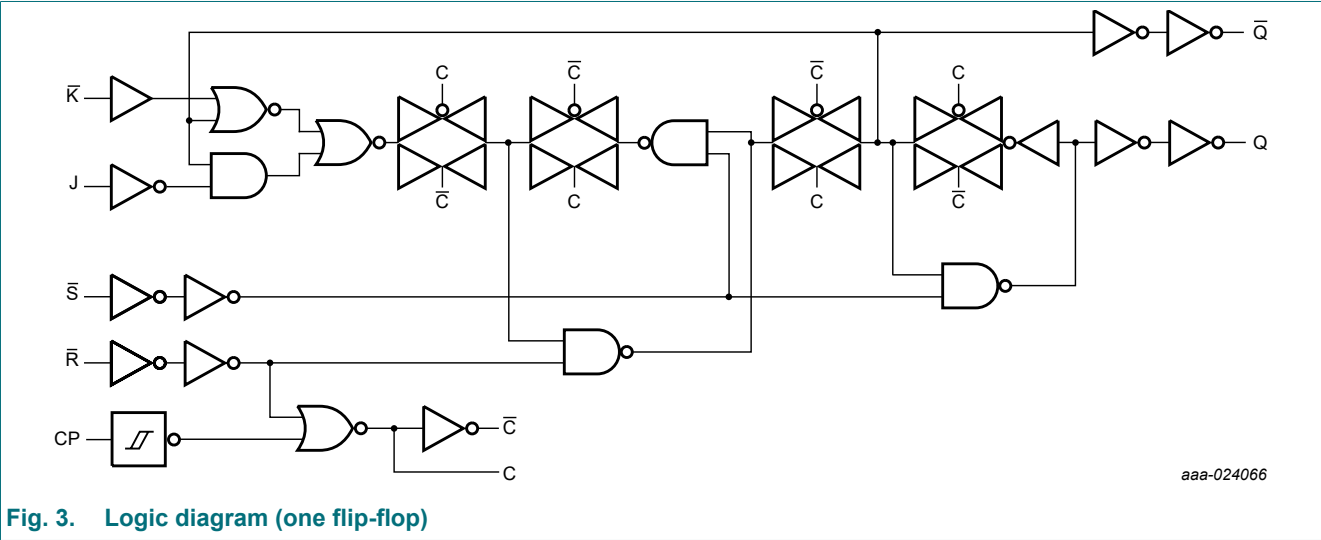 Q̅
C C̅ C̅ C
K̅
Q
J
C̅ C C C̅
S̅
R̅
C̅
CP
C
aaa-024066
Fig. 3. Logic diagram (one flip-flop)